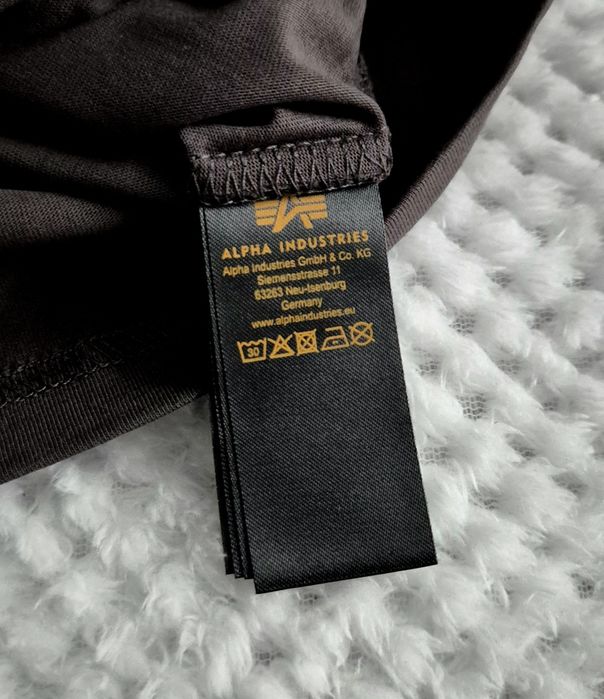 ALPHA INDUSTRIES
Alpha Industries GmbH & Co. KG
Siemensstrasse 11
63263 Neu-Isenburg
Germany
www.alphaindustries.eu
30